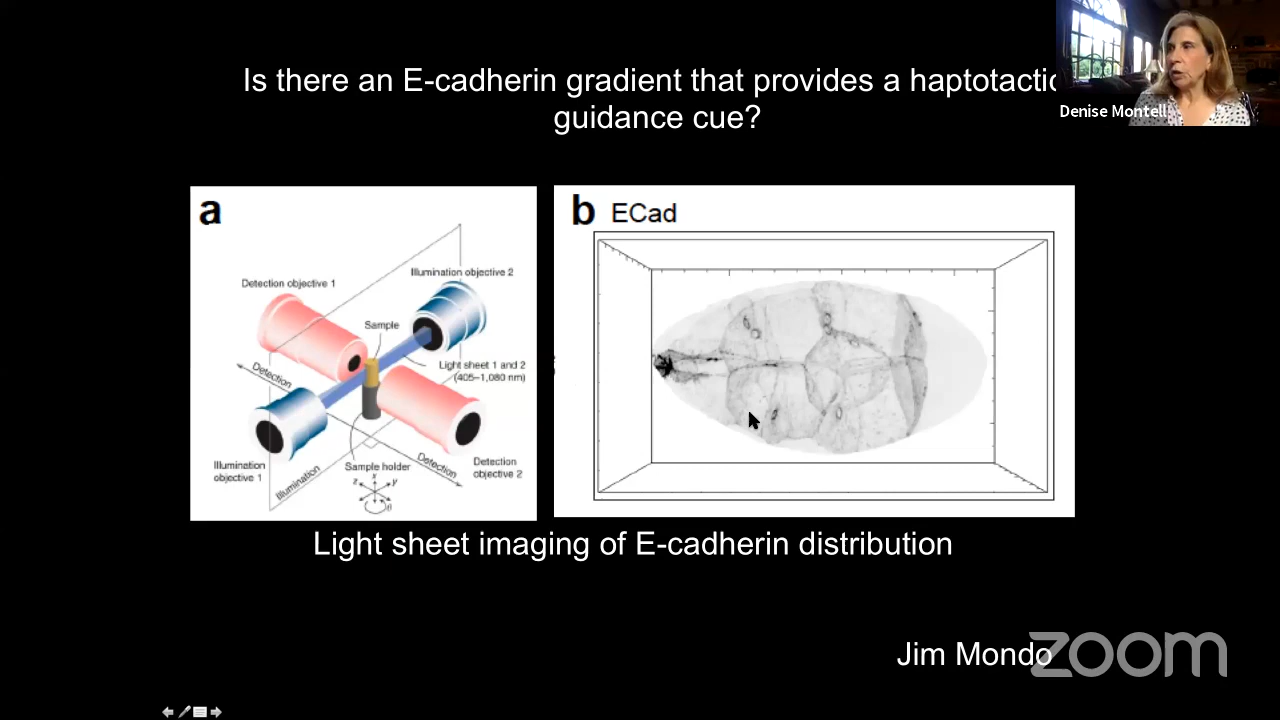 Is there an E-cadherin gradient that provides a haptotactic
guidance cue?
Denise Montell
a
Detection objective 1
Illumination objective 2
Sample
Light sheet 1 and 2
(405–1,080 nm)
Detection
Illumination
objective 1
Illumination
Sample holder
Detection
Detection
objective 2
x
z
y
θ
b ECad
Light sheet imaging of E-cadherin distribution
Jim Mondo
zoom